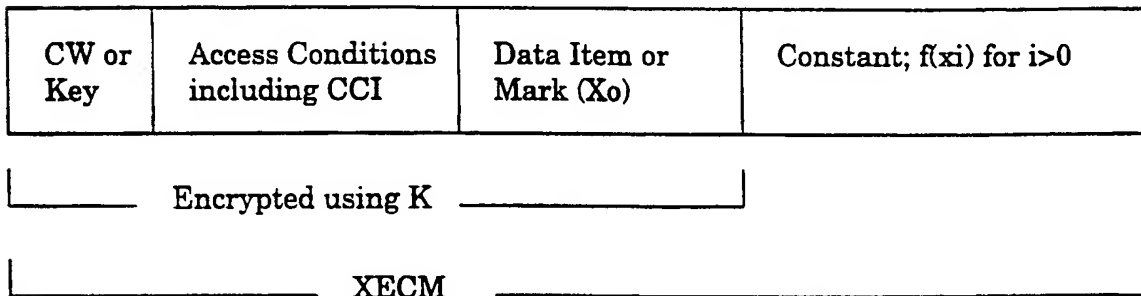 CW or
Key
Access Conditions
including CCI
Data Item or
Mark (Xo)
Constant; f(xi) for i>0
Encrypted using K
XECM